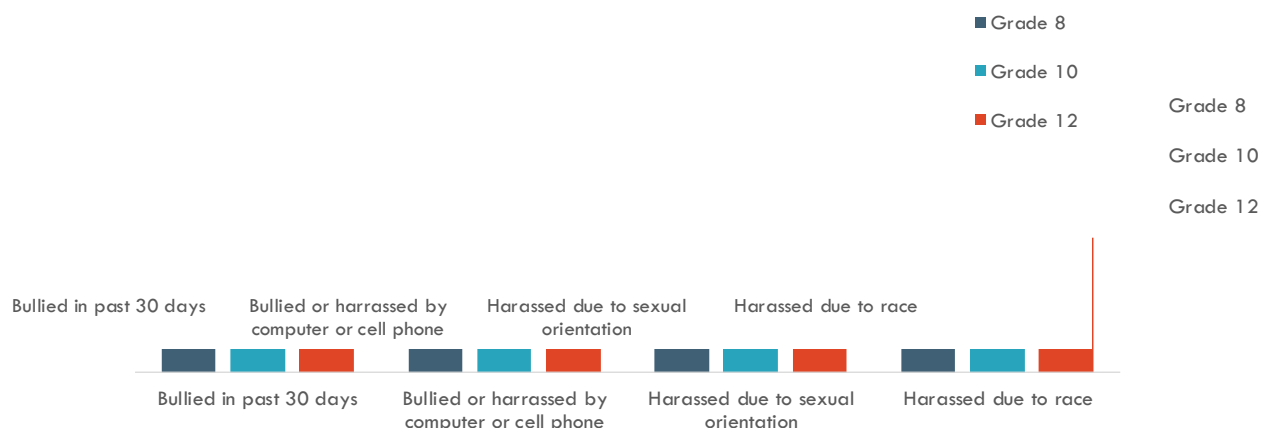 Grade 8
Grade 10
Grade 12
Grade 8
Grade 10
Grade 12
Bullied in past 30 days
Bullied or harrassed by
computer or cell phone
Harassed due to sexual
orientation
Harassed due to race
Bullied in past 30 days
Bullied or harrassed by
computer or cell phone
Harassed due to sexual
orientation
Harassed due to race